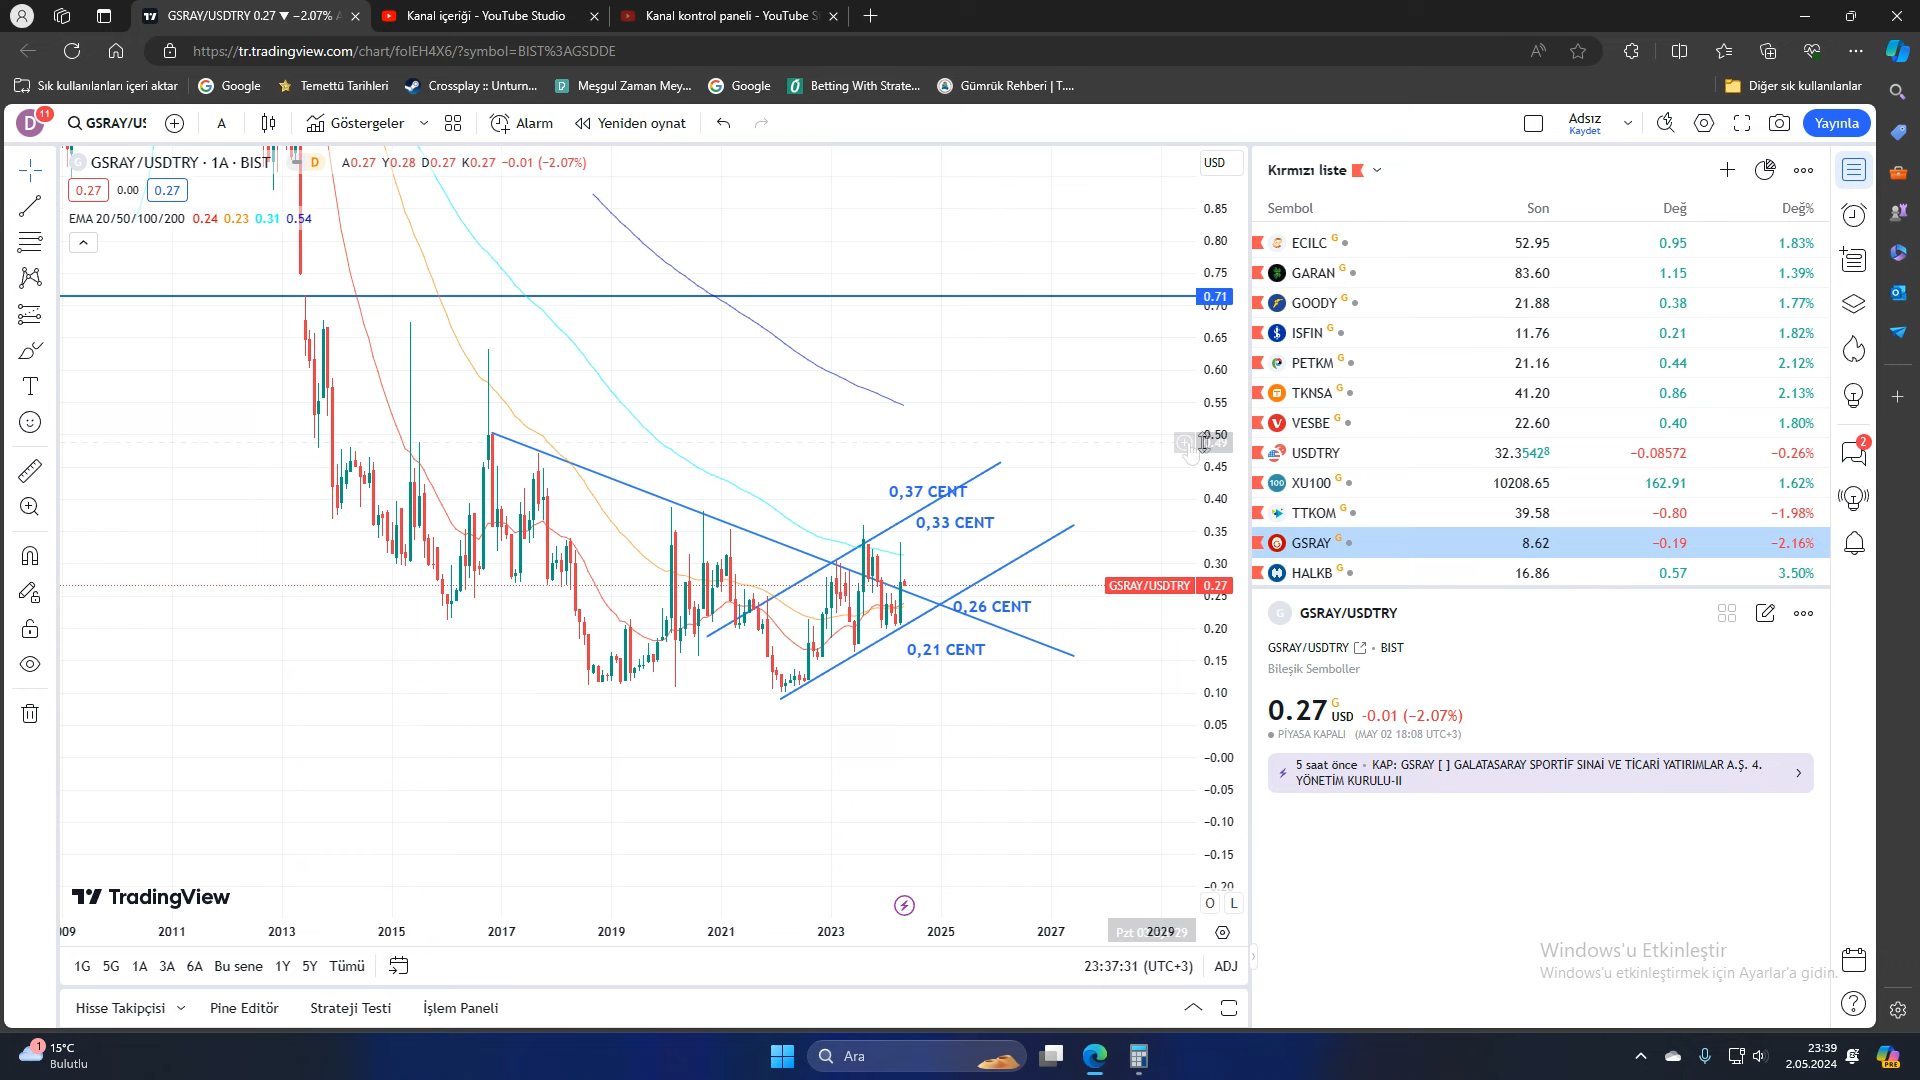 GSRAY/USDTRY 0.27 ▼ −2.07%
Kanal içeriği - YouTube Studio
Kanal kontrol paneli - YouTube S
https://tr.tradingview.com/chart/folEH4X6/?symbol=BIST%3AGSDDE
Sık kullanılanları içeri aktar
Google
Temettü Tarihleri
Crossplay :: Unturn...
Meşgul Zaman Mey...
Google
Betting With Strate...
Gümrük Rehberi | T....
Diğer sık kullanılanlar
D
11
GSRAY/US
A
Göstergeler
Alarm
Yeniden oynat
Adsız
Kaydet
Yayınla
GSRAY/USDTRY · 1A · BIST
D
A0.27 Y0.28 D0.27 K0.27 −0.01 (−2.07%)
0.27
0.00
0.27
EMA 20/50/100/200 0.24 0.23 0.31 0.54
USD
0.85
0.80
0.75
0.71
0.70
0.65
0.60
0.55
0.50
0.45
0.40
0.35
0.30
GSRAY/USDTRY 0.27
0.25
0.20
0.15
0.10
0.05
−0.00
−0.05
−0.10
−0.15
−0.20
0,37 CENT
0,33 CENT
0,26 CENT
0,21 CENT
TradingView
O
L
2011
2013
2015
2017
2019
2021
2023
2025
2027
2029
1G 5G 1A 3A 6A Bu sene 1Y 5Y Tümü
23:37:31 (UTC+3)
ADJ
Hisse Takipçisi
Pine Editör
Strateji Testi
İşlem Paneli
Kırmızı liste
Sembol Son Değ Değ%
ECILC G 52.95 0.95 1.83%
GARAN G 83.60 1.15 1.39%
GOODY G 21.88 0.38 1.77%
ISFIN G 11.76 0.21 1.82%
PETKM G 21.16 0.44 2.12%
TKNSA G 41.20 0.86 2.13%
VESBE G 22.60 0.40 1.80%
USDTRY 32.35428 −0.08572 −0.26%
100 XU100 G 10208.65 162.91 1.62%
TTKOM G 39.58 −0.80 −1.98%
GSRAY G 8.62 −0.19 −2.16%
HALKB G 16.86 0.57 3.50%
G
GSRAY/USDTRY
GSRAY/USDTRY • BIST
Bileşik Semboller
0.27 G USD −0.01 (−2.07%)
PİYASA KAPALI (MAY 02 18:08 UTC+3)
5 saat önce • KAP: GSRAY [ ] GALATASARAY SPORTİF SINAİ VE TİCARİ YATIRIMLAR A.Ş. 4.
YÖNETİM KURULU-II
2
Windows'u Etkinleştir
Windows'u etkinleştirmek için Ayarlar'a gidin.
1
15°C
Bulutlu
Ara
23:39
2.05.2024
PRE